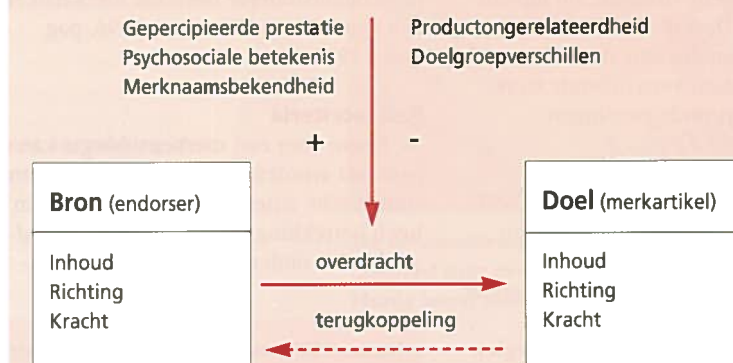 Gepercipieerde prestatie
Psychosociale betekenis
Merknaamsbekendheid
+
Productongerelateerdheid
Doelgroepverschillen
-
Bron (endorser)
Inhoud
Richting
Kracht
overdracht
terugkoppeling
Doel (merkartikel)
Inhoud
Richting
Kracht